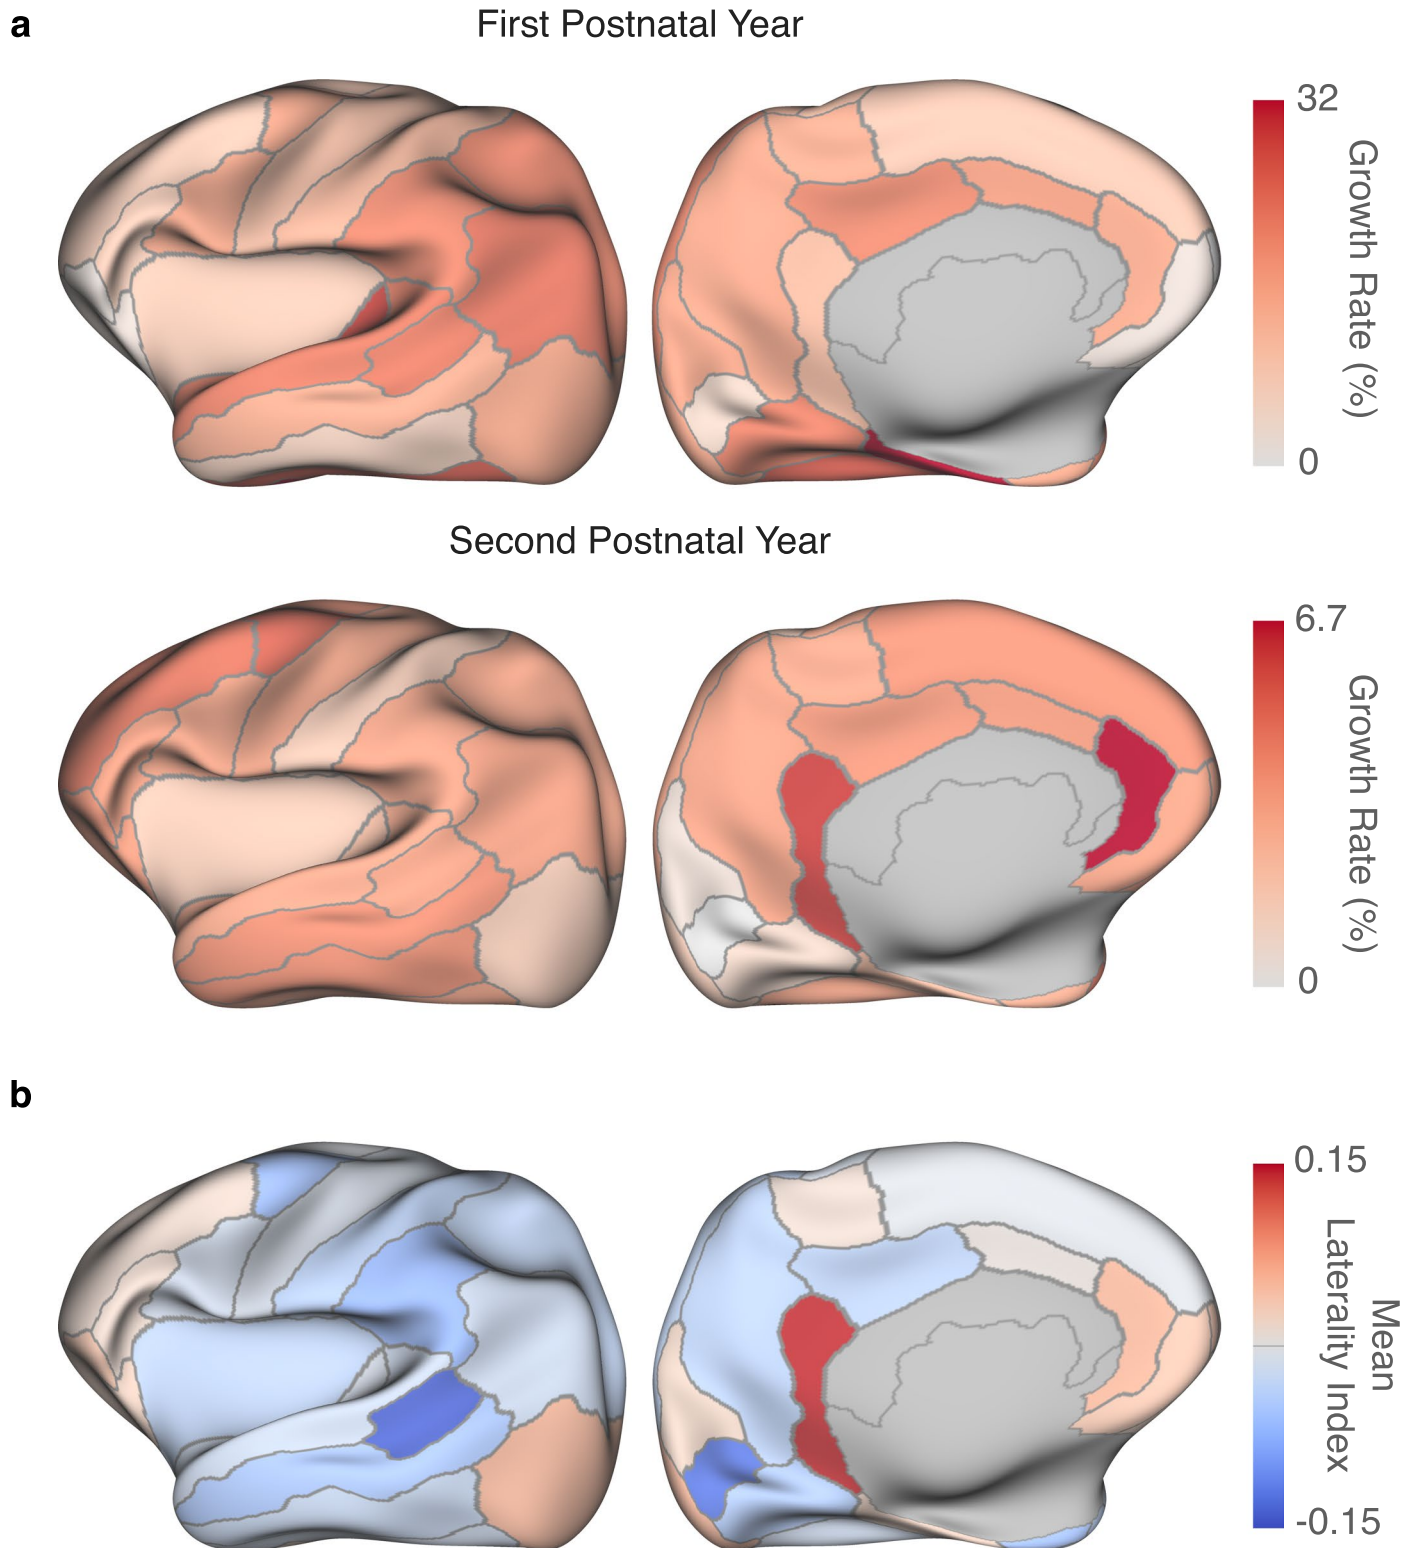 a
First Postnatal Year
32
Growth Rate (%)
0
Second Postnatal Year
6.7
Growth Rate (%)
0
b
0.15
Mean
Laterality Index
-0.15